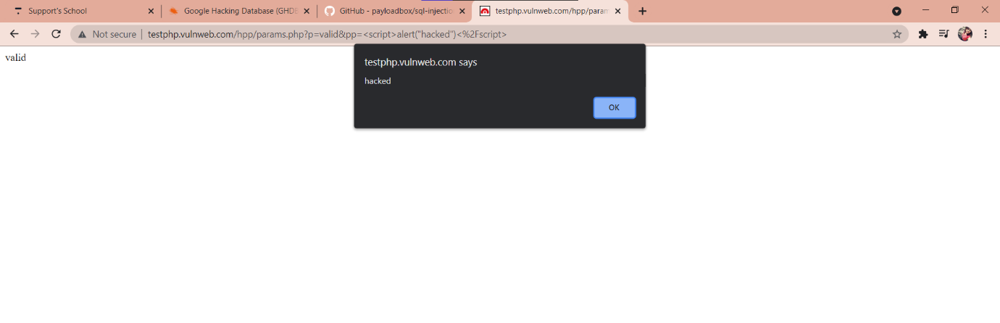 Support's School
Google Hacking Database (GHDB
GitHub - payloadbox/sql-injectio
testphp.vulnweb.com/hpp/param
Not secure | testphp.vulnweb.com/hpp/params.php?p=valid&pp=<script>alert("hacked")<%2Fscript>
valid
testphp.vulnweb.com says
hacked
OK